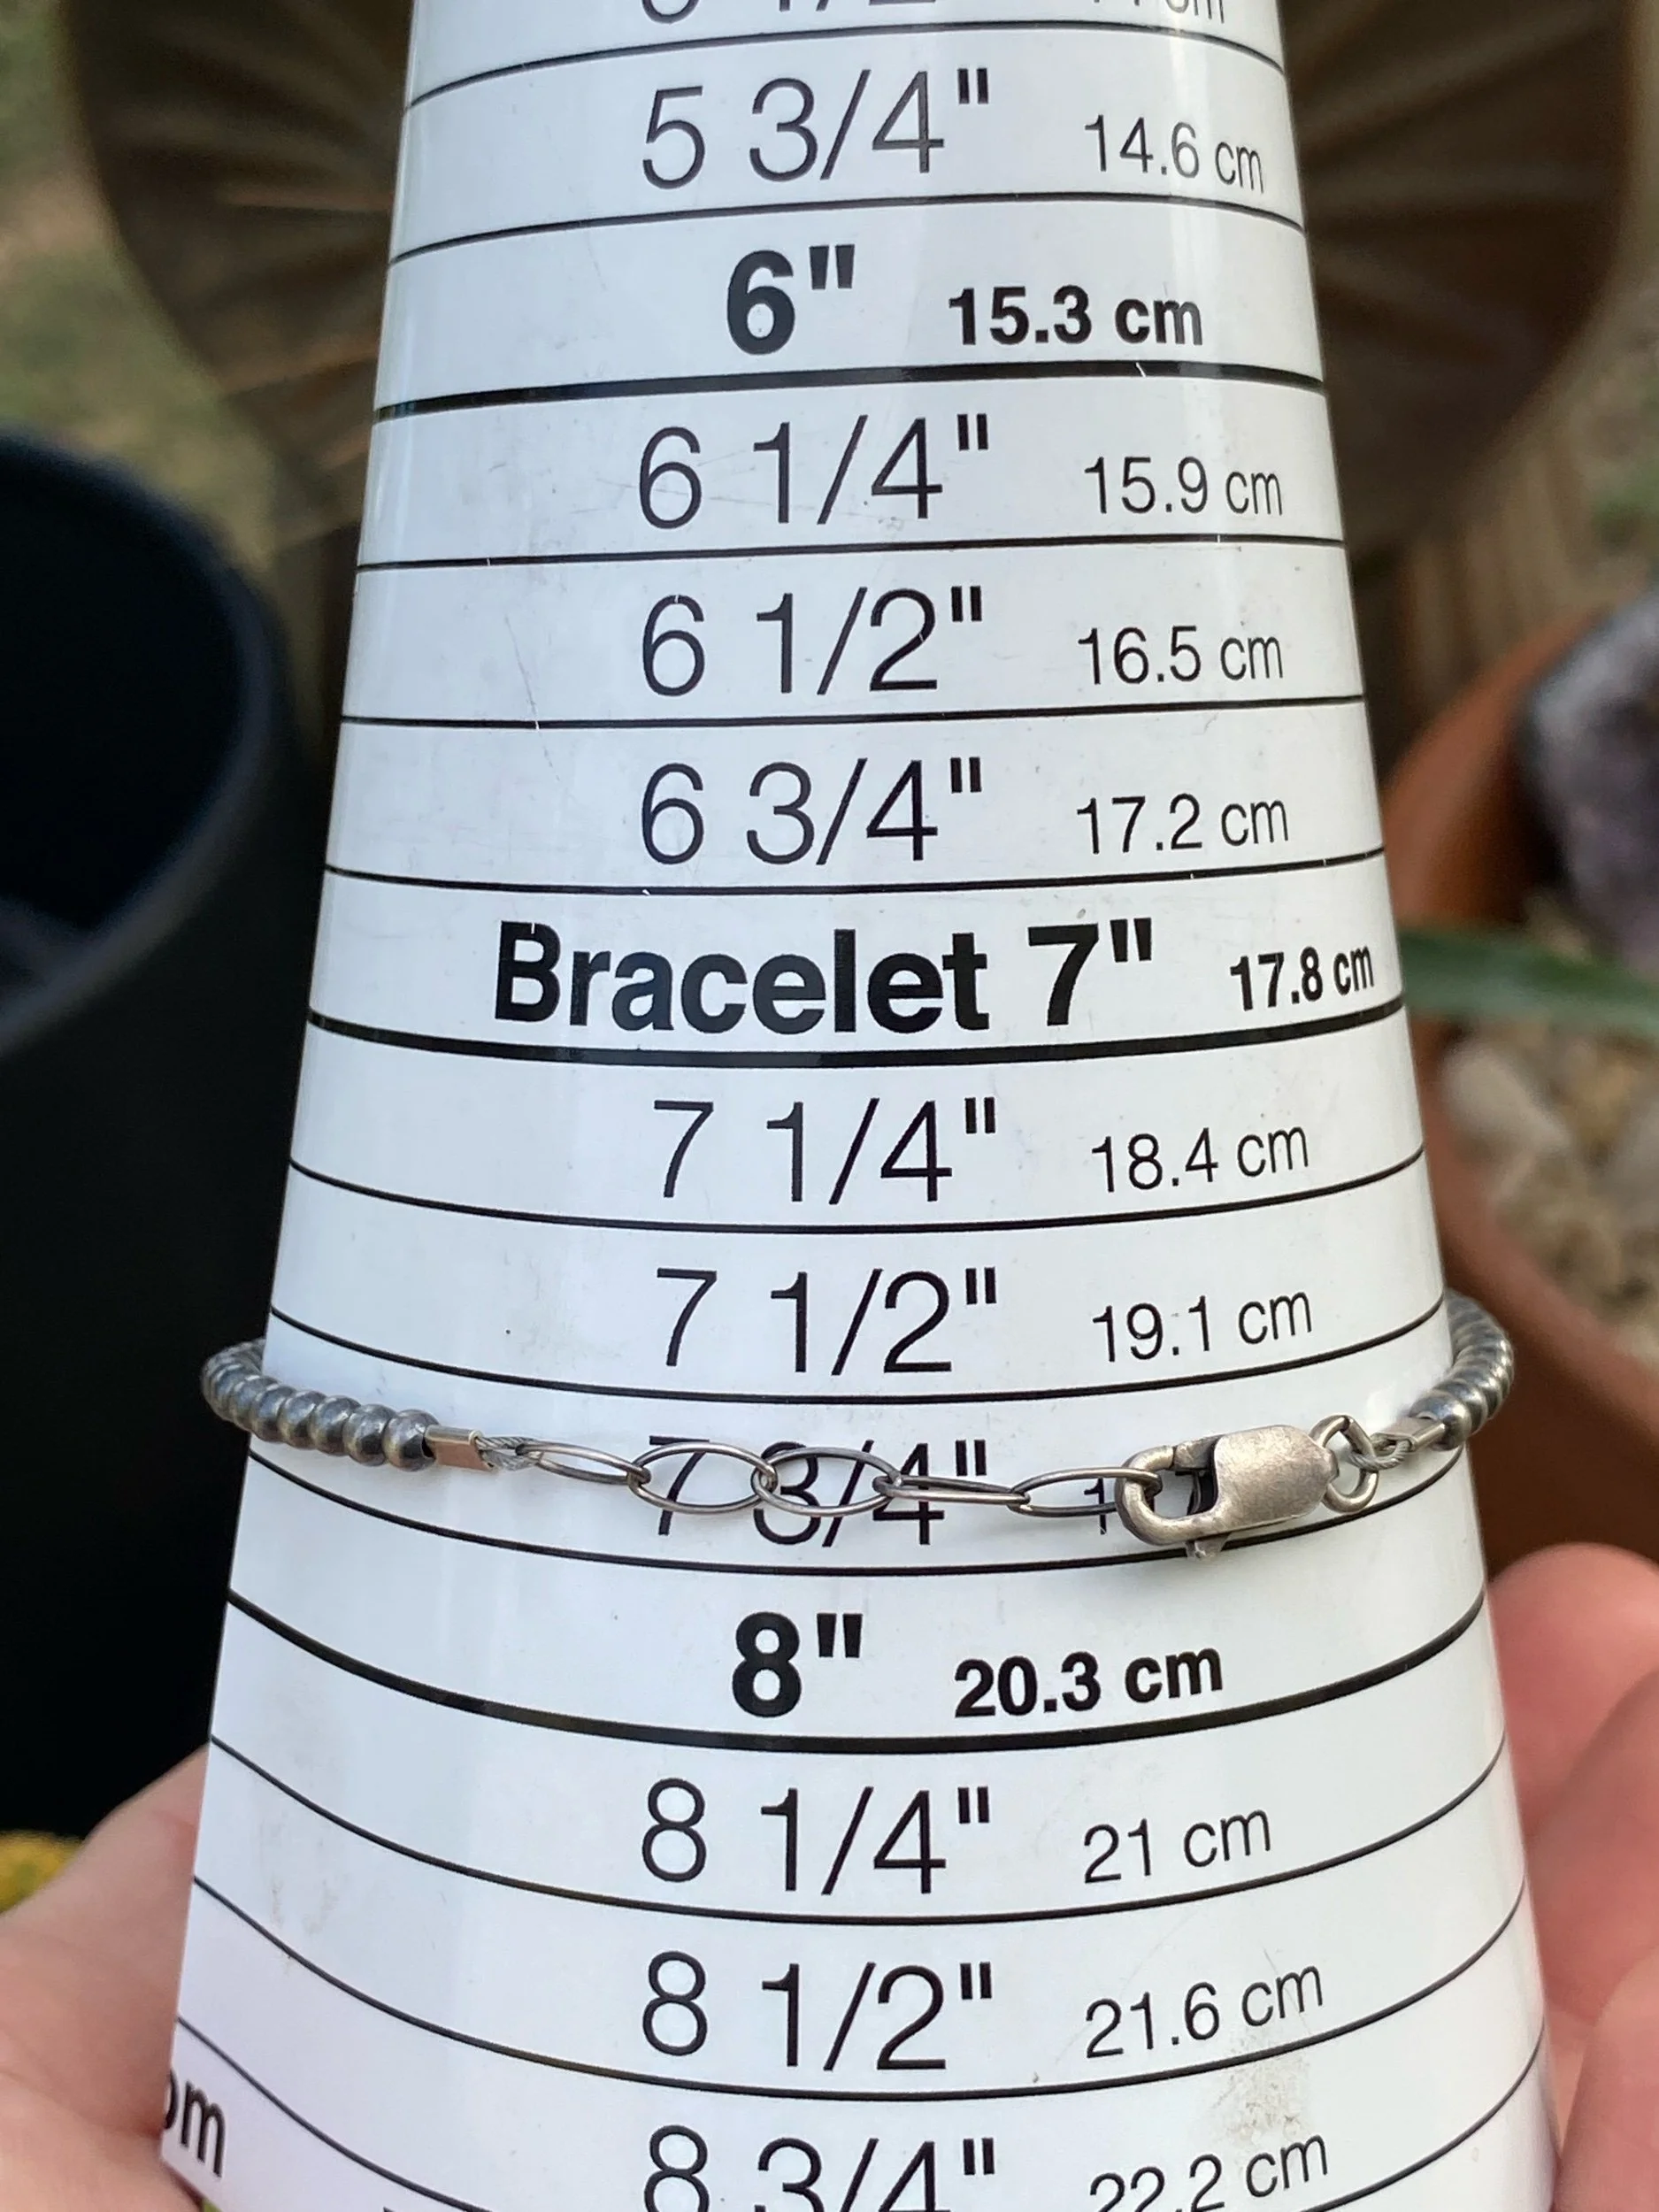 5 3/4" 14.6 cm
6" 15.3 cm
6 1/4" 15.9 cm
6 1/2" 16.5 cm
6 3/4" 17.2 cm
Bracelet 7" 17.8 cm
7 1/4" 18.4 cm
7 1/2" 19.1 cm
7 3/4"
8" 20.3 cm
8 1/4" 21 cm
8 1/2" 21.6 cm
8 3/4" 22.2 cm